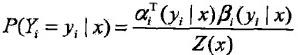 P(Y_i = y_i | x) = \frac{\alpha_i^T(y_i | x) \beta_i(y_i | x)}{Z(x)}